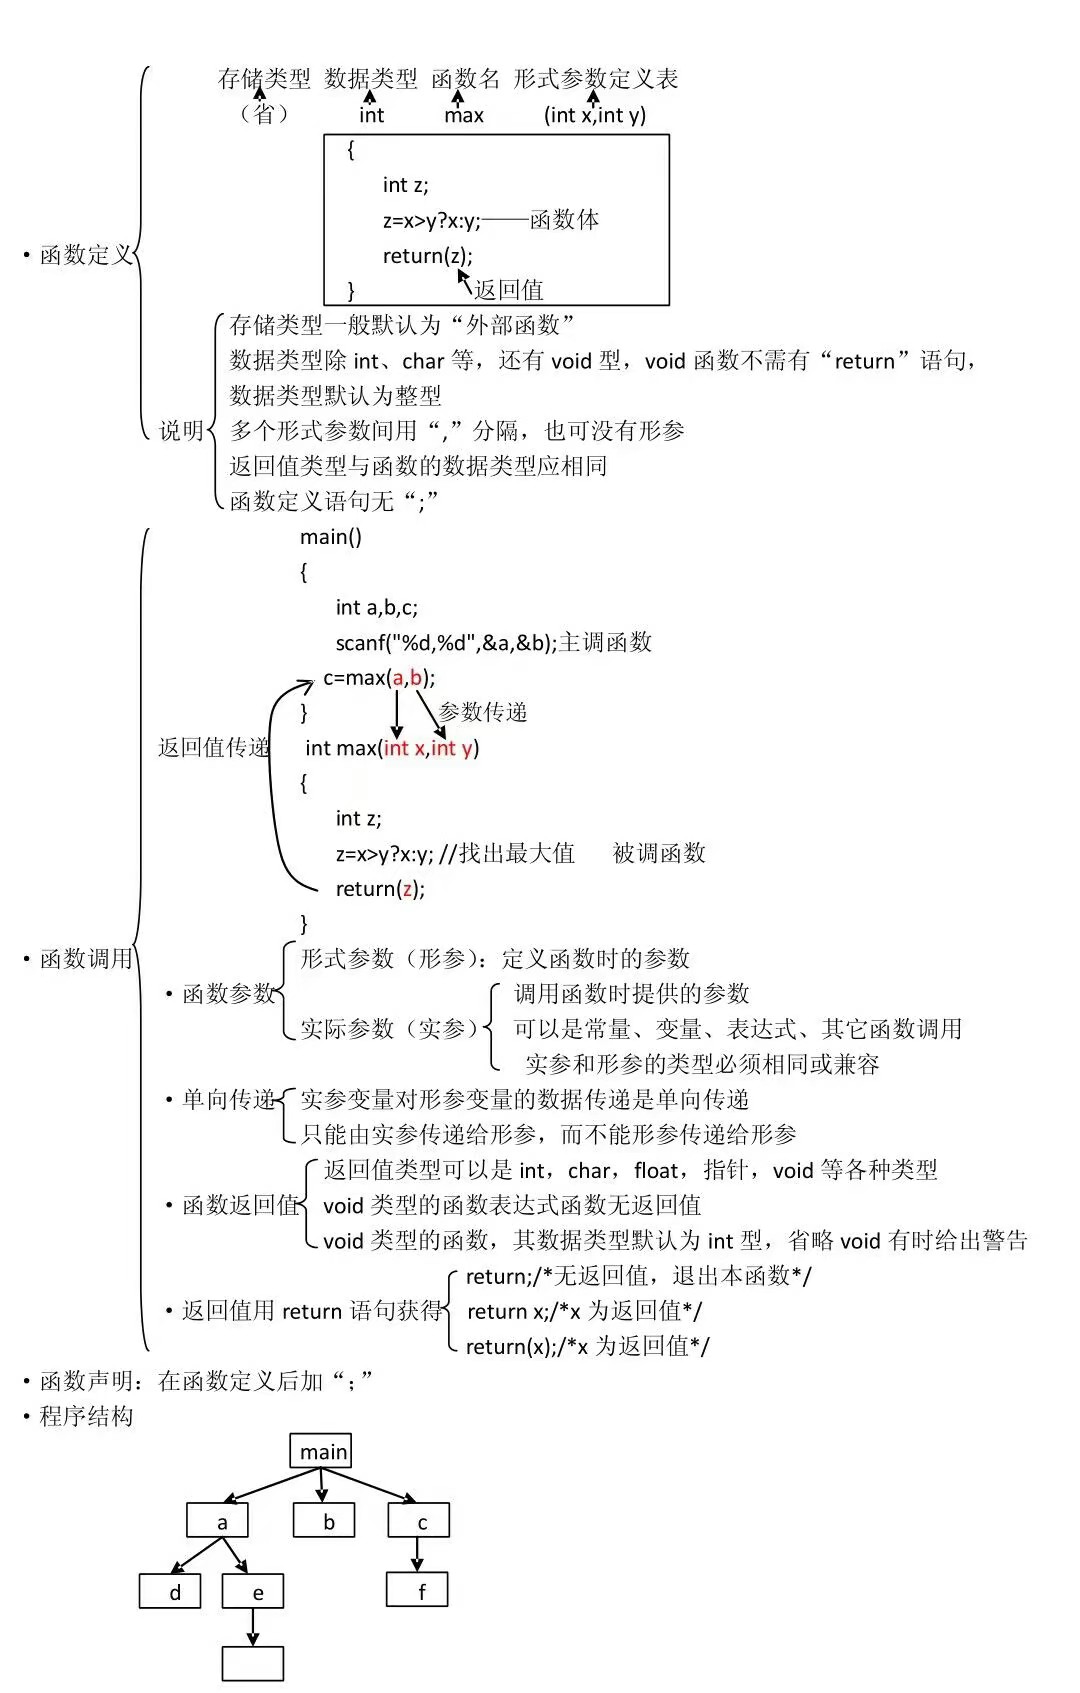 存储类型 数据类型 函数名 形式参数定义表
（省） int max (int x,int y)
{
int z;
z=x>y?x:y;——函数体
• 函数定义
return(z);
} 返回值
存储类型一般默认为“外部函数”
数据类型除 int、char 等，还有 void 型，void 函数不需有“return”语句，
数据类型默认为整型
说明
多个形式参数间用“,”分隔，也可没有形参
返回值类型与函数的数据类型应相同
函数定义语句无“;”
main()
{
int a,b,c;
scanf("%d,%d",&a,&b);主调函数
c=max(a,b);
} 参数传递
返回值传递
int max(int x,int y)
{
int z;
z=x>y?x:y; //找出最大值 被调函数
return(z);
}
• 函数调用
形式参数（形参）：定义函数时的参数
• 函数参数
调用函数时提供的参数
实际参数（实参）
可以是常量、变量、表达式、其它函数调用
实参和形参的类型必须相同或兼容
• 单向传递
实参变量对形参变量的数据传递是单向传递
只能由实参传递给形参，而不能形参传递给形参
返回值类型可以是 int，char，float，指针，void 等各种类型
• 函数返回值
void 类型的函数表达式函数无返回值
void 类型的函数，其数据类型默认为 int 型，省略 void 有时给出警告
return;/*无返回值，退出本函数*/
• 返回值用 return 语句获得
return x;/*x 为返回值*/
return(x);/*x 为返回值*/
• 函数声明：在函数定义后加“；”
• 程序结构
main
a b c
d e f